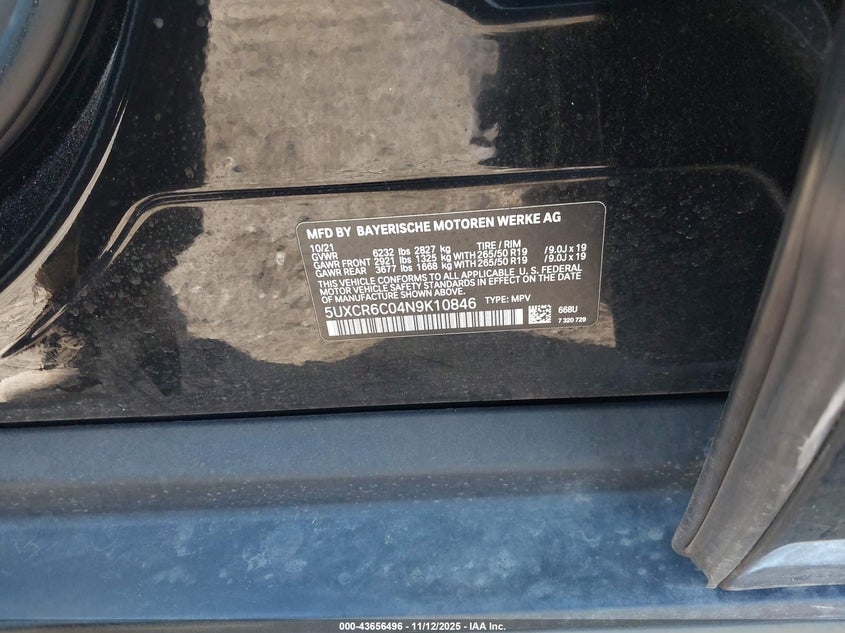 MFD BY BAYERISCHE MOTOREN WERKE AG
10/21 TIRE / RIM
GVWR 6232 lbs 2827 kg
GAWR FRONT 2921 lbs 1325 kg WITH 265/50 R19 /9.0J x 19
GAWR REAR 3677 lbs 1668 kg WITH 265/50 R19 /9.0J x 19
THIS VEHICLE CONFORMS TO ALL APPLICABLE U.S. FEDERAL
MOTOR VEHICLE SAFETY STANDARDS IN EFFECT ON THE DATE
OF MANUFACTURE SHOWN ABOVE.
5UXCR6C04N9K10846 TYPE: MPV
668U
7 320 729
000-43656496 - 11/12/2025 - IAA Inc.